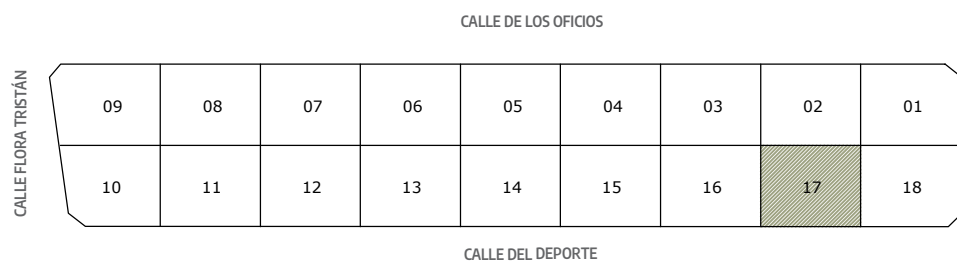 CALLE DE LOS OFICIOS
CALLE FLORA TRISTÁN
09 08 07 06 05 04 03 02 01
10 11 12 13 14 15 16 17 18
CALLE DEL DEPORTE